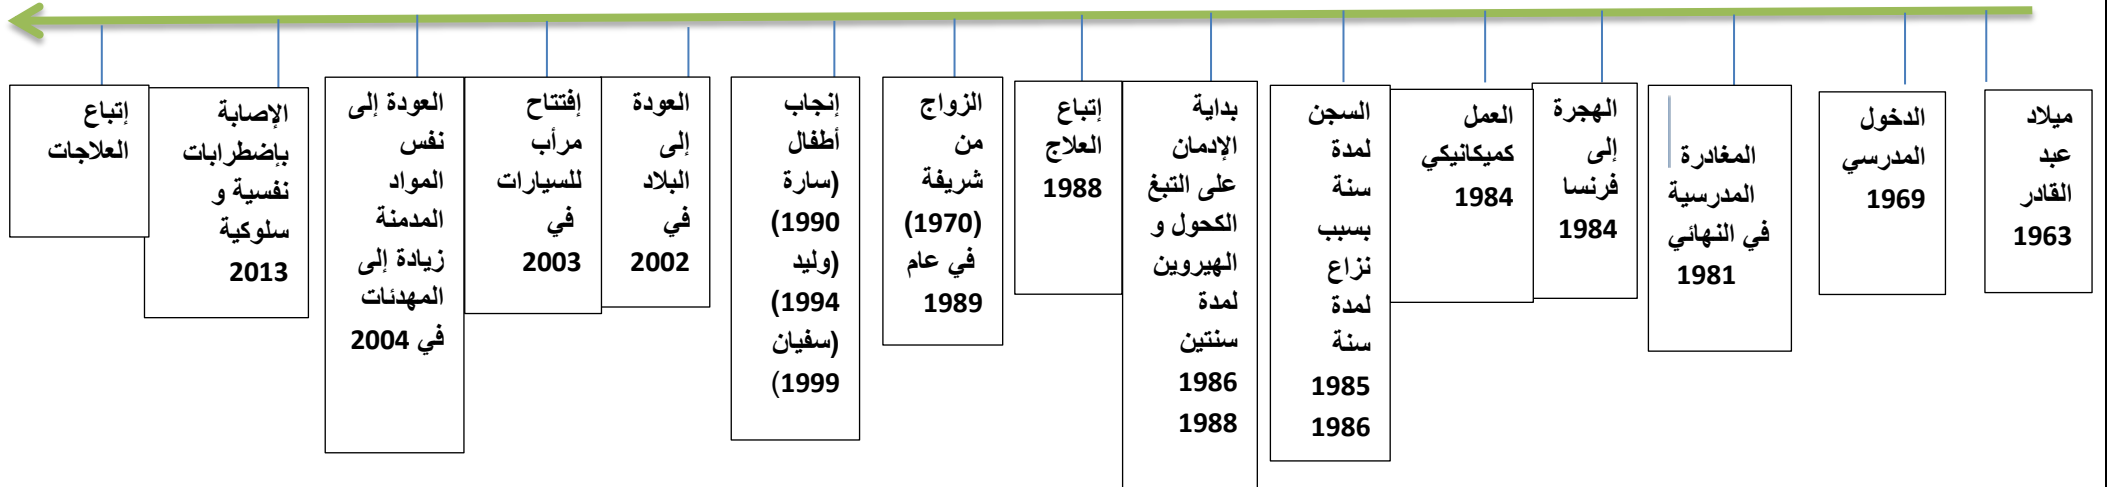 ميلاد
عبد
القادر
1963
الدخول
المدرسي
1969
المغادرة
المدرسية
في النهائي
1981
الهجرة
إلى
فرنسا
1984
العمل
كميكانيكي
1984
السجن
لمدة
سنة
بسبب
نزاع
لمدة
سنة
1985
1986
بداية
الإدمان
على التبغ
الكحول و
الهيروين
لمدة
سنتين
1986
1988
إتباع
العلاج
1988
الزواج
من
شريفة
(1970)
في عام
1989
إنجاب
أطفال
(سارة
1990)
(وليد
1994)
(سفيان
1999)
العودة
إلى
البلاد
في
2002
إفتتاح
مرأب
للسيارات
في
2003
العودة إلى
نفس
المواد
المدمنة
زيادة إلى
المهدئات
في 2004
الإصابة
بإضطرابات
نفسية و
سلوكية
2013
إتباع
العلاجات